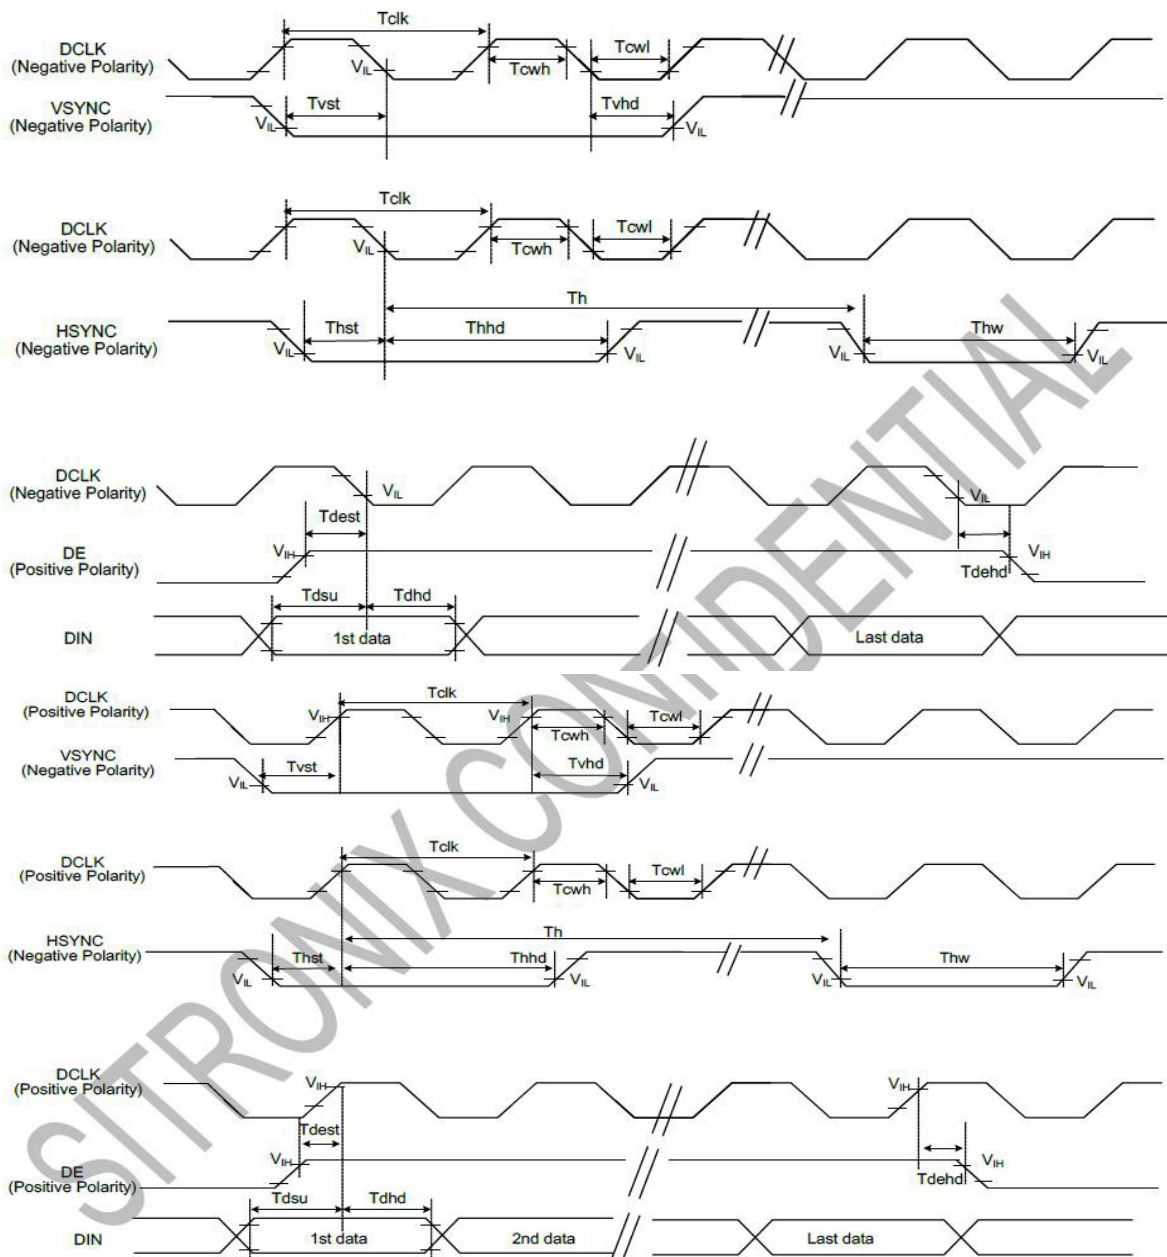 Tclk
DCLK
(Negative Polarity)
VIL
Tcwh
Tcwl
VSYNC
(Negative Polarity)
VIL
Tvst
Tvhd
VIL
Tclk
DCLK
(Negative Polarity)
VIL
Tcwh
Tcwl
Th
HSYNC
(Negative Polarity)
VIL
Thst
Thhd
VIL
VIL
Thw
VIL
DCLK
(Negative Polarity)
VIL
VIL
Tdest
DE
(Positive Polarity)
VIH
VIH
Tdehd
Tdsu
Tdhd
DIN
1st data
Last data
Tclk
DCLK
(Positive Polarity)
VIH
VIH
Tcwh
Tcwl
VSYNC
(Negative Polarity)
VIL
Tvst
Tvhd
VIL
Tclk
DCLK
(Positive Polarity)
Tcwh
Tcwl
Th
HSYNC
(Negative Polarity)
VIL
Thst
Thhd
VIL
VIL
Thw
VIL
DCLK
(Positive Polarity)
VIH
VIH
Tdest
DE
(Positive Polarity)
VIH
Tdehd
VIH
Tdsu
Tdhd
DIN
1st data
2nd data
Last data
SITRONIX CONFIDENTIAL